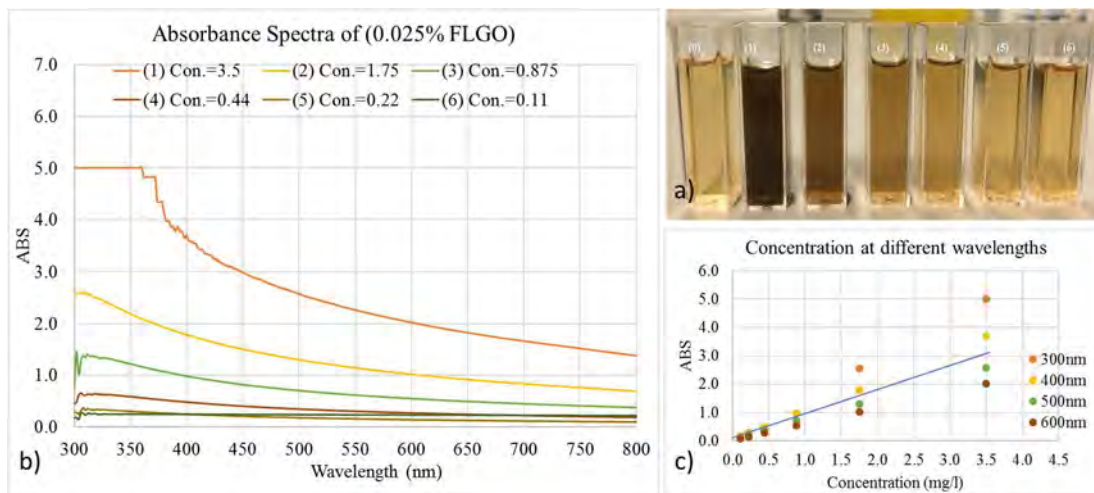 Absorbance Spectra of (0.025% FLGO)
7.0
(1) Con.=3.5 (2) Con.=1.75 (3) Con.=0.875
6.0
(4) Con.=0.44 (5) Con.=0.22 (6) Con.=0.11
5.0
4.0
ABS
3.0
2.0
1.0
0.0
300 350 400 450 500 550 600 650 700 750 800
b) Wavelength (nm)
(0) (1) (2) (3) (4) (5) (6)
a)
Concentration at different wavelengths
6.0
5.0
4.0
ABS
3.0
2.0
1.0
0.0
300nm
400nm
500nm
600nm
0.0 0.5 1.0 1.5 2.0 2.5 3.0 3.5 4.0 4.5
c) Concentration (mg/l)